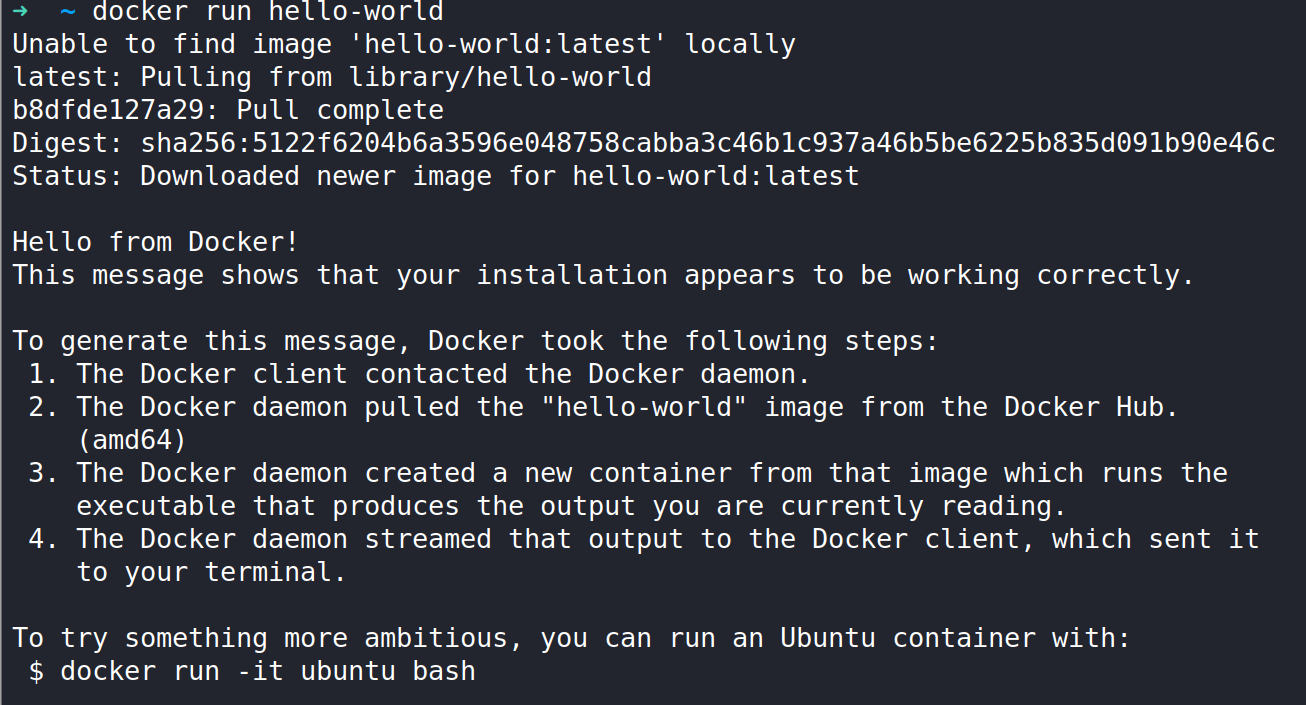 ➜  ~ docker run hello-world
Unable to find image 'hello-world:latest' locally
latest: Pulling from library/hello-world
b8dfde127a29: Pull complete
Digest: sha256:5122f6204b6a3596e048758cabba3c46b1c937a46b5be6225b835d091b90e46c
Status: Downloaded newer image for hello-world:latest

Hello from Docker!
This message shows that your installation appears to be working correctly.

To generate this message, Docker took the following steps:
 1. The Docker client contacted the Docker daemon.
 2. The Docker daemon pulled the "hello-world" image from the Docker Hub.
    (amd64)
 3. The Docker daemon created a new container from that image which runs the
    executable that produces the output you are currently reading.
 4. The Docker daemon streamed that output to the Docker client, which sent it
    to your terminal.

To try something more ambitious, you can run an Ubuntu container with:
 $ docker run -it ubuntu bash